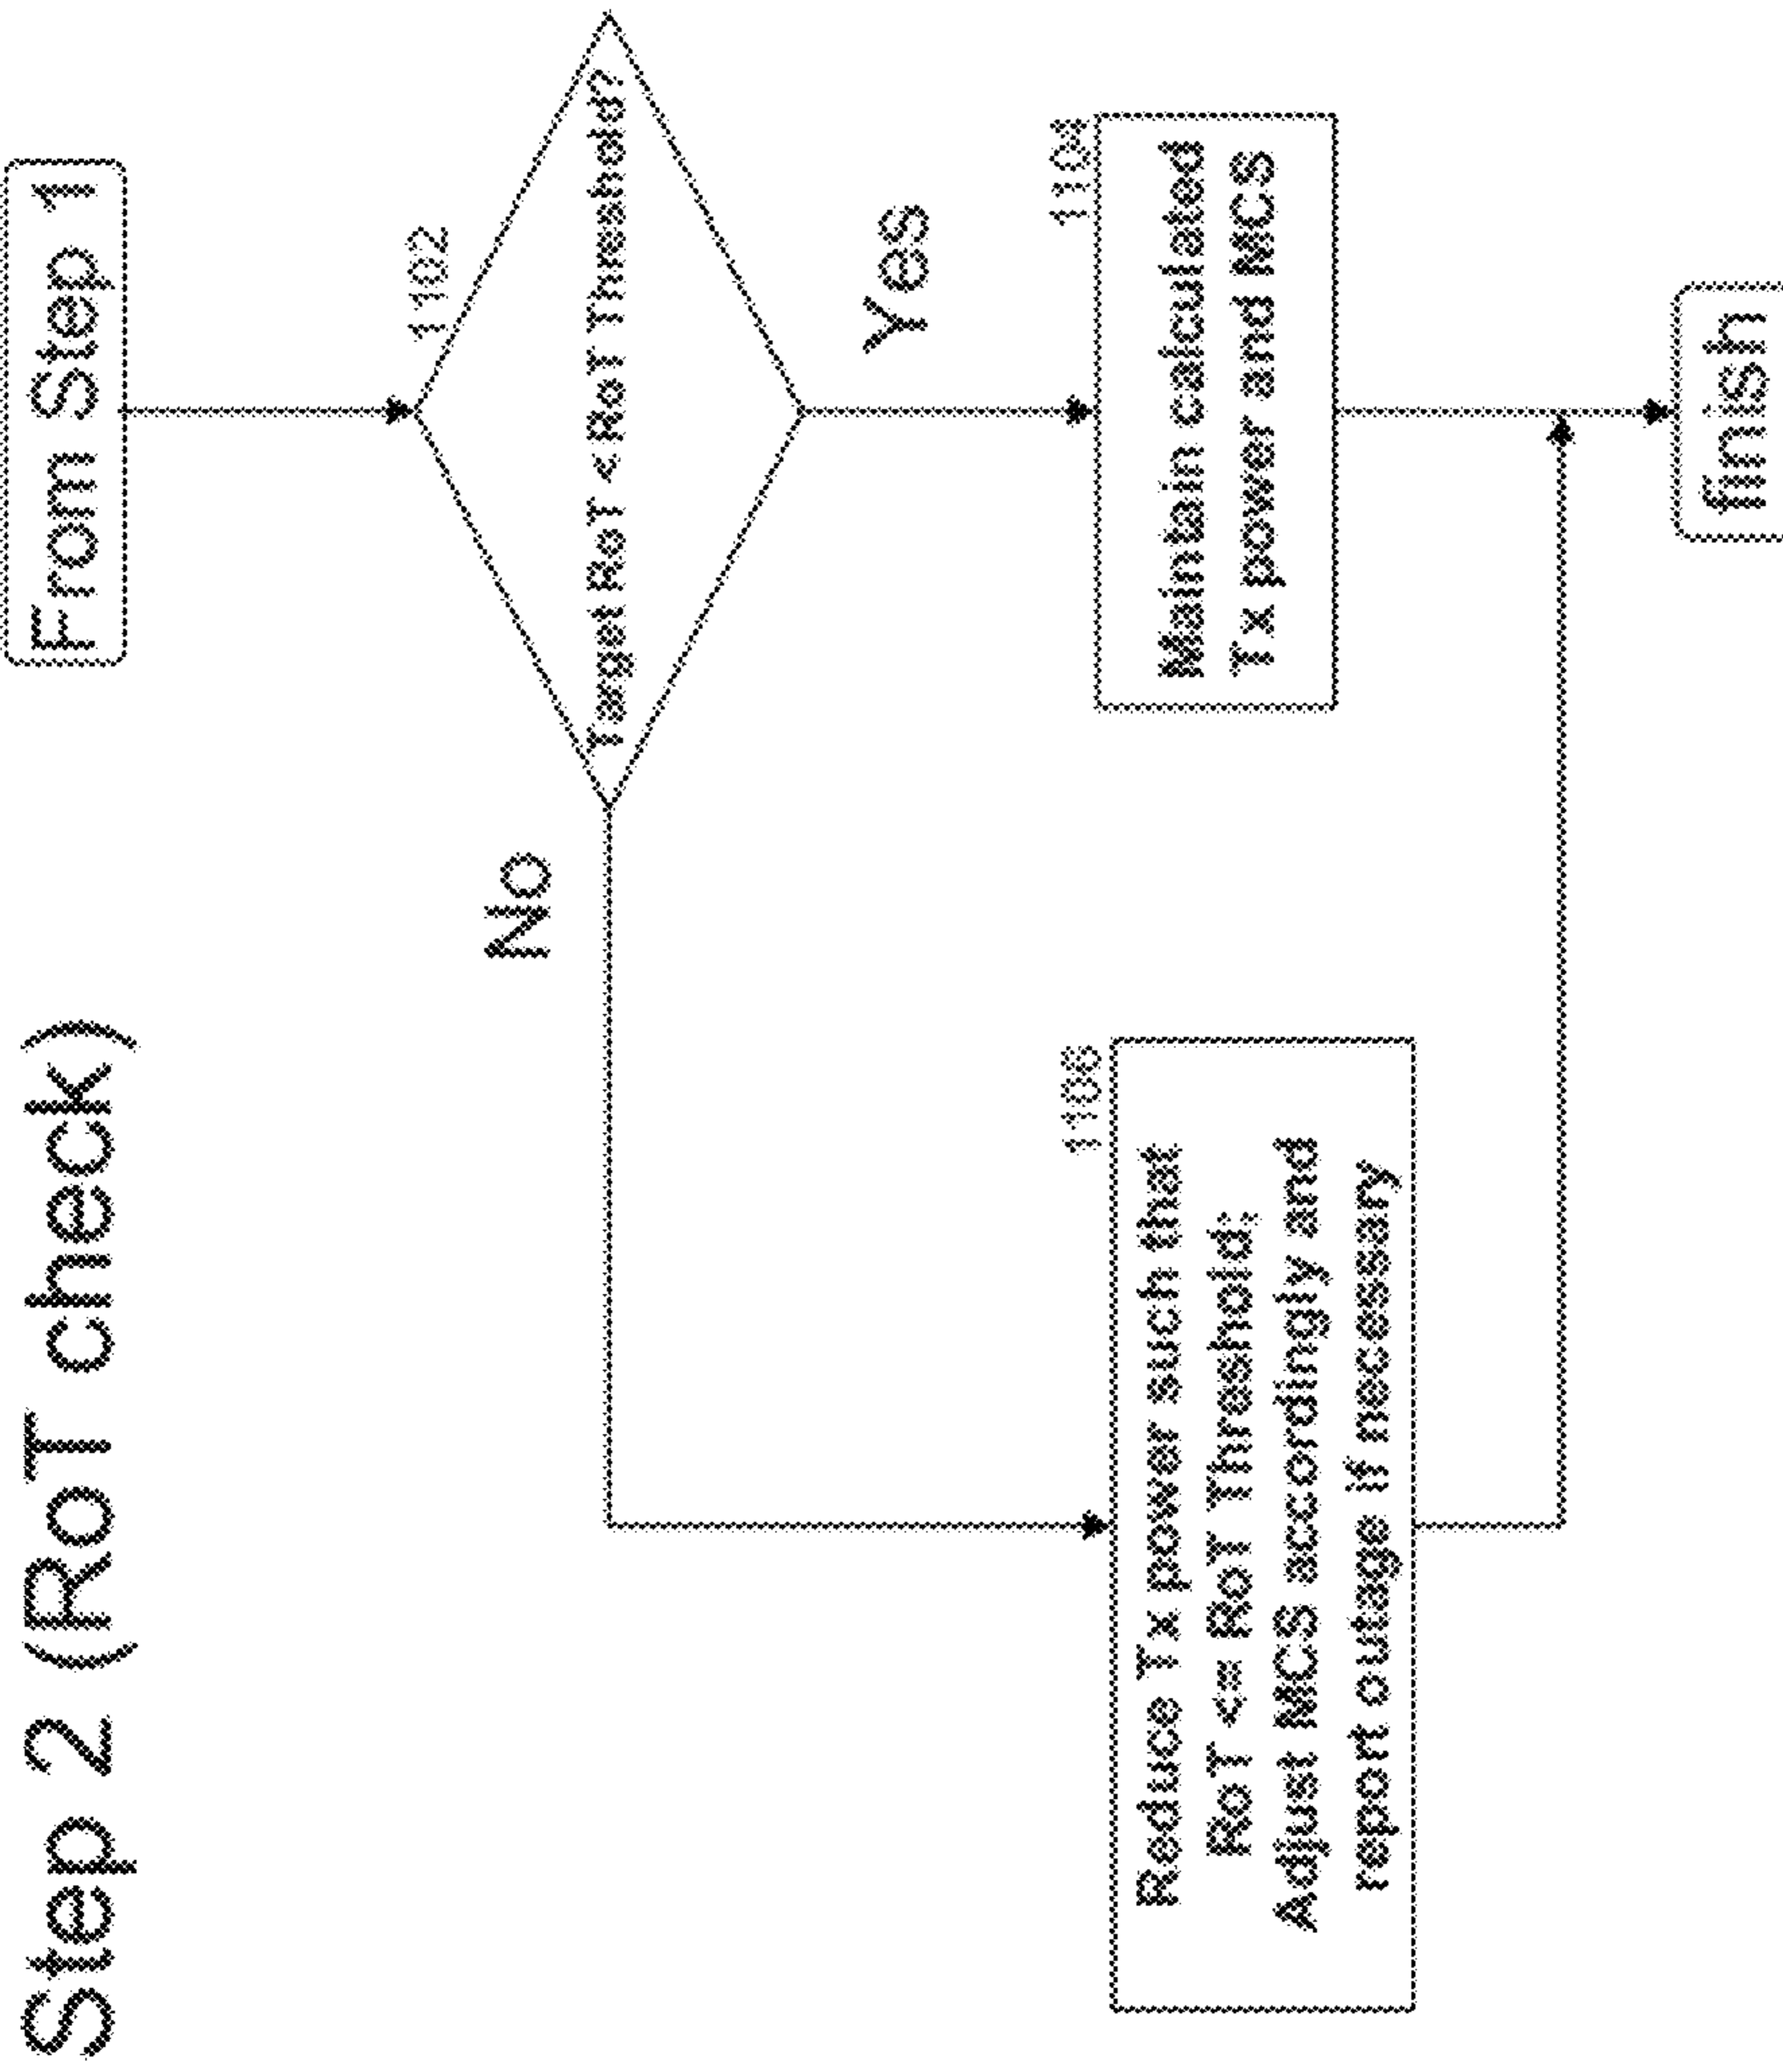 Step 2 (RoT check)
From Step 1
1102
Target RoT < RoT Threshold?
No
Yes
1104
Maintain calculated
Tx power and MCS
1106
Reduce Tx power such that
RoT <= RoT Threshold;
Adjust MCS accordingly and
report outage if necessary
finish